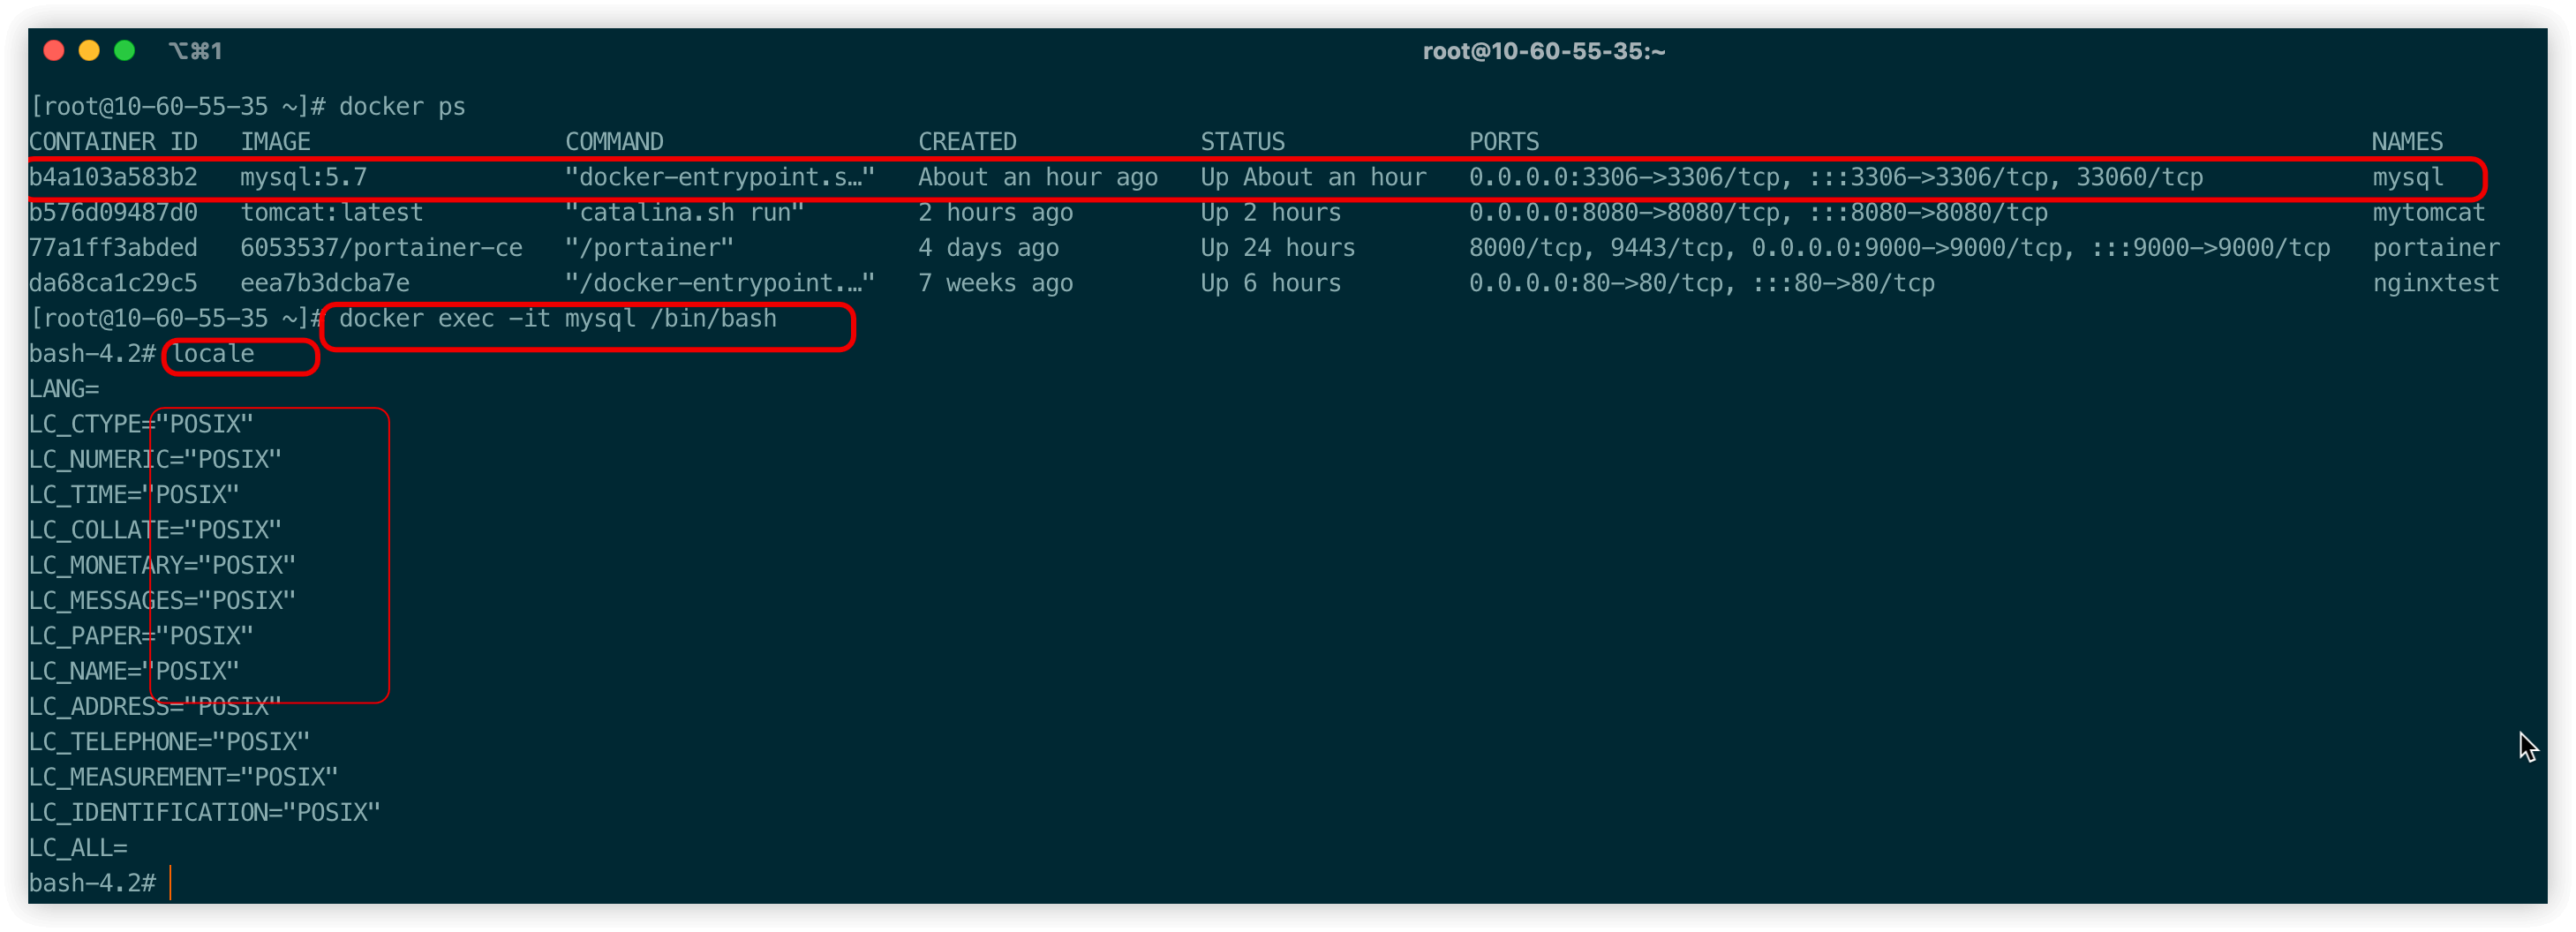 ⌥⌘1 root@10-60-55-35:~
[root@10-60-55-35 ~]# docker ps
CONTAINER ID IMAGE COMMAND CREATED STATUS PORTS NAMES
b4a103a583b2 mysql:5.7 "docker-entrypoint.s…" About an hour ago Up About an hour 0.0.0.0:3306->3306/tcp, :::3306->3306/tcp, 33060/tcp mysql
b576d09487d0 tomcat:latest "catalina.sh run" 2 hours ago Up 2 hours 0.0.0.0:8080->8080/tcp, :::8080->8080/tcp mytomcat
77a1ff3abded 6053537/portainer-ce "/portainer" 4 days ago Up 24 hours 8000/tcp, 9443/tcp, 0.0.0.0:9000->9000/tcp, :::9000->9000/tcp portainer
da68ca1c29c5 eea7b3dcba7e "/docker-entrypoint.…" 7 weeks ago Up 6 hours 0.0.0.0:80->80/tcp, :::80->80/tcp nginxtest
[root@10-60-55-35 ~]# docker exec -it mysql /bin/bash
bash-4.2# locale
LANG=
LC_CTYPE="POSIX"
LC_NUMERIC="POSIX"
LC_TIME="POSIX"
LC_COLLATE="POSIX"
LC_MONETARY="POSIX"
LC_MESSAGES="POSIX"
LC_PAPER="POSIX"
LC_NAME="POSIX"
LC_ADDRESS="POSIX"
LC_TELEPHONE="POSIX"
LC_MEASUREMENT="POSIX"
LC_IDENTIFICATION="POSIX"
LC_ALL=
bash-4.2#